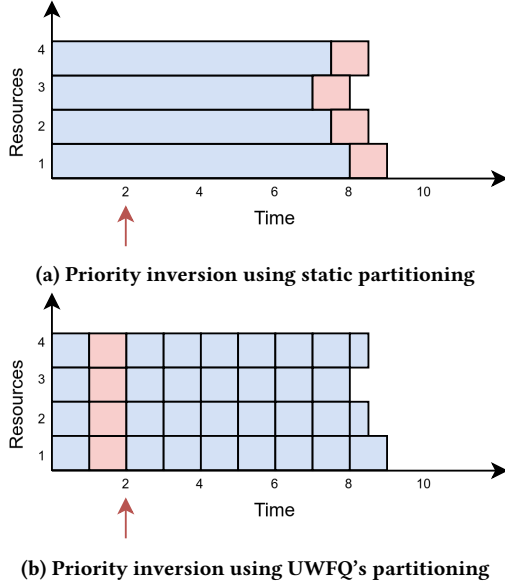 Resources
4
3
2
1
2 4 6 8 10
Time
(a) Priority inversion using static partitioning
Resources
4
3
2
1
2 4 6 8 10
Time
(b) Priority inversion using UWFQ's partitioning